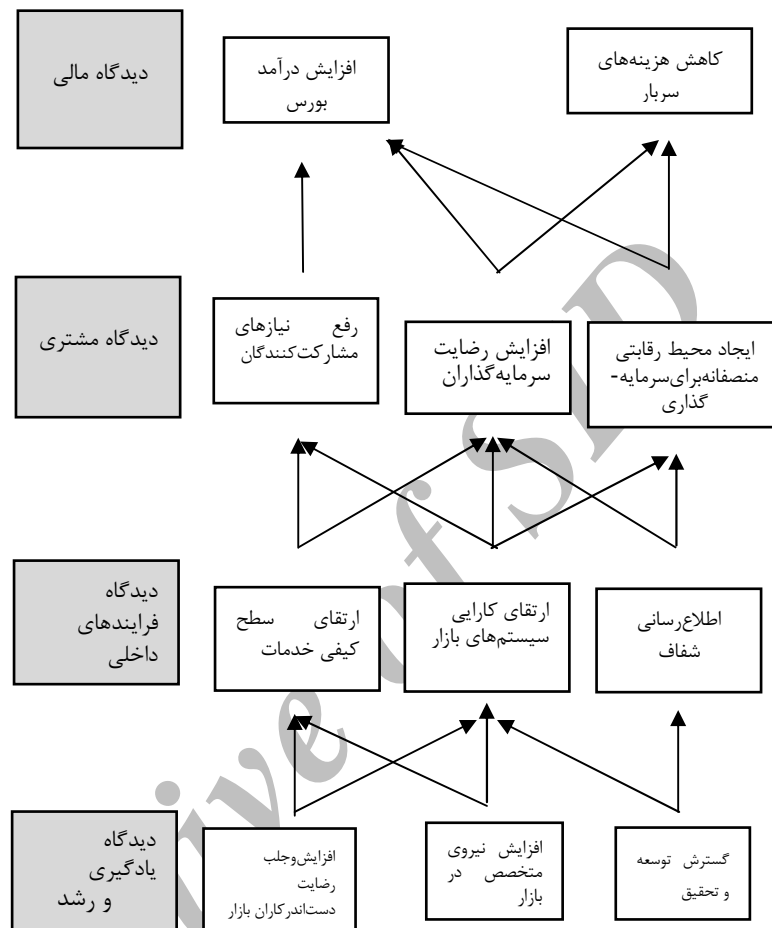 دیدگاه مالی
افزایش درآمد
بورس
کاهش هزینه‌های
سربار
دیدگاه مشتری
رفع نیازهای
مشارکت‌کنندگان
افزایش رضایت
سرمایه‌گذاران
ایجاد محیط رقابتی
منصفانه‌برای‌سرمایه-
گذاری
دیدگاه
فرایندهای
داخلی
ارتقای سطح
کیفی خدمات
ارتقای کارایی
سیستم‌های بازار
اطلاع‌رسانی
شفاف
دیدگاه
یادگیری
و رشد
افزایش‌وجلب
رضایت
دست‌اندرکاران بازار
افزایش نیروی
متخصص در
بازار
گسترش توسعه
و تحقیق
ive of SID